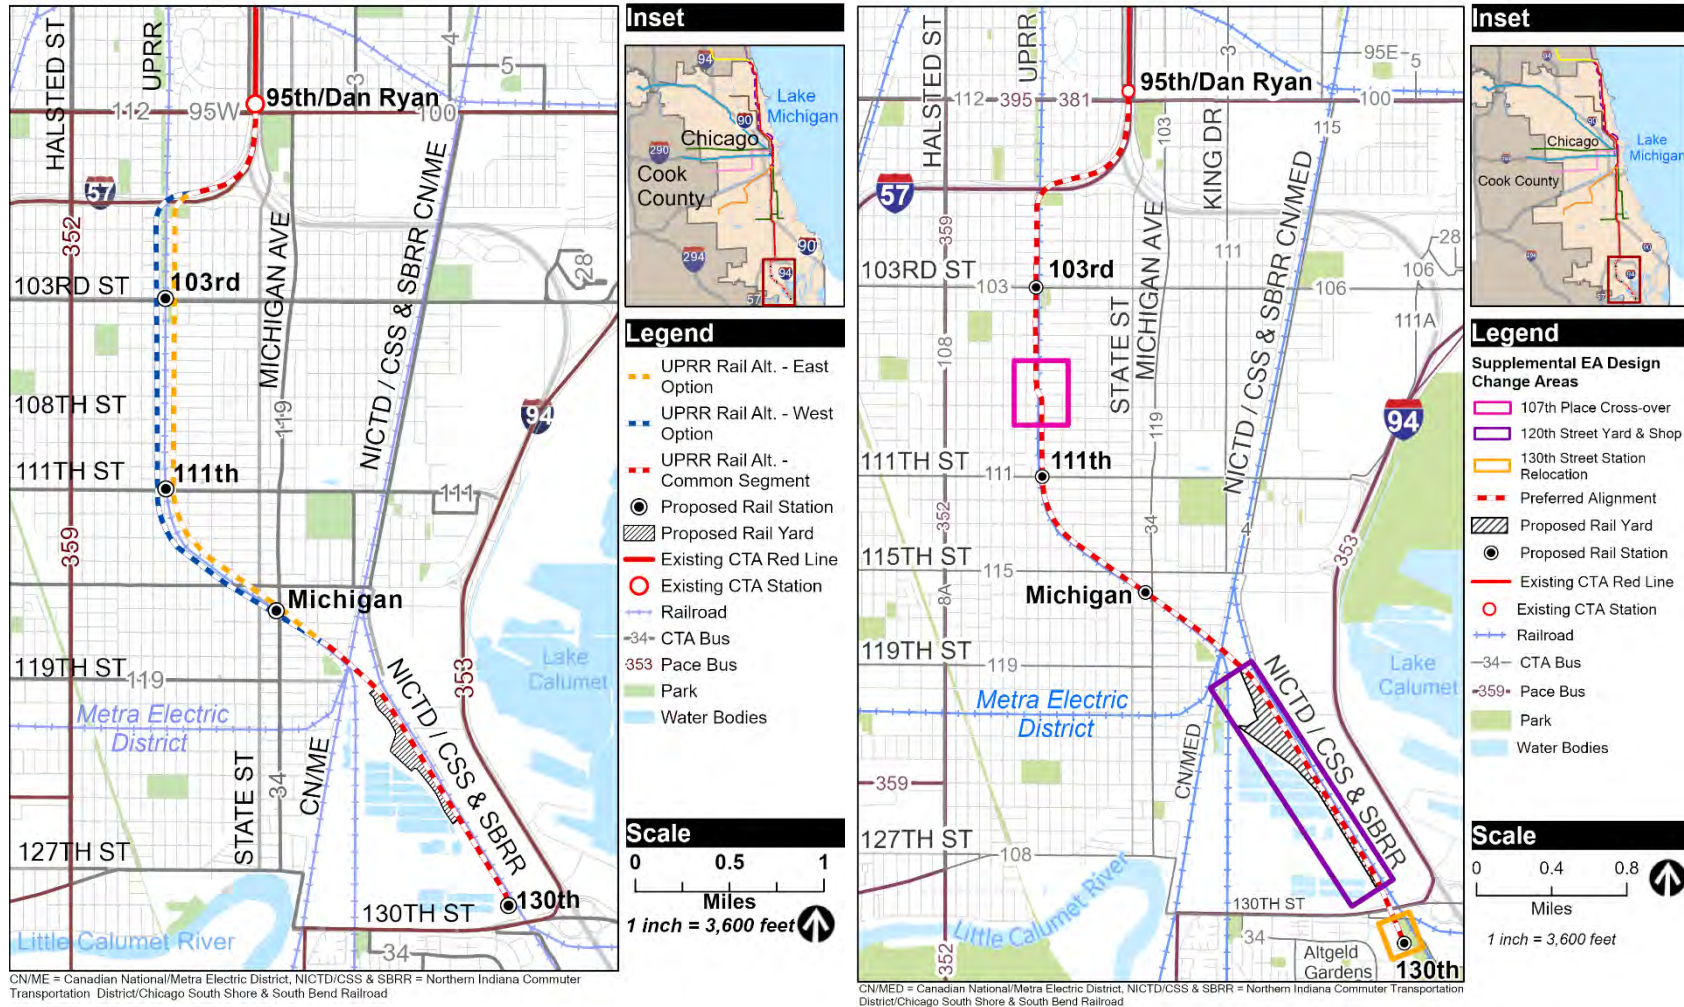 HALSTED ST
UPRR
4
3
5
95th/Dan Ryan
112
95W
100
57
352
MICHIGAN AVE
NICTD / CSS & SBRR CN/ME
28
103RD ST
103rd
108TH ST
119
94
111TH ST
111th
111
359
Michigan
353
Lake
Calumet
119TH ST
119
Metra Electric
District
NICTD / CSS & SBRR
STATE ST
34
CN/ME
127TH ST
130th
130TH ST
Little Calumet River
34
CN/ME = Canadian National/Metra Electric District, NICTD/CSS & SBRR = Northern Indiana Commuter
Transportation District/Chicago South Shore & South Bend Railroad
Inset
94
Lake
Michigan
90
Chicago
290
Cook
County
294
90
94
57
Legend
UPRR Rail Alt. - East
Option
UPRR Rail Alt. - West
Option
UPRR Rail Alt. -
Common Segment
Proposed Rail Station
Proposed Rail Yard
Existing CTA Red Line
Existing CTA Station
Railroad
34 CTA Bus
353 Pace Bus
Park
Water Bodies
Scale
0 0.5 1
Miles
1 inch = 3,600 feet
HALSTED ST
UPRR
3
95E
5
95th/Dan Ryan
112
395
381
100
103
115
KING DR
57
359
MICHIGAN AVE
STATE ST
NICTD / CSS & SBRR CN/MED
111
28
106
103RD ST
103
103rd
106
111A
108
119
94
111TH ST
111
111th
352
34
4
353
115TH ST
115
8A
Michigan
119TH ST
119
Lake
Calumet
Metra Electric
District
NICTD / CSS & SBRR
CN/MED
359
127TH ST
108
130TH ST
Little Calumet River
34
352
Altgeld
Gardens
130th
CN/MED = Canadian National/Metra Electric District, NICTD/CSS & SBRR = Northern Indiana Commuter Transportation
District/Chicago South Shore & South Bend Railroad
Inset
94
90
Chicago
Lake
Michigan
Cook County
90
94
57
Legend
Supplemental EA Design
Change Areas
107th Place Cross-over
120th Street Yard & Shop
130th Street Station
Relocation
Preferred Alignment
Proposed Rail Yard
Proposed Rail Station
Existing CTA Red Line
Existing CTA Station
Railroad
34 CTA Bus
359 Pace Bus
Park
Water Bodies
Scale
0 0.4 0.8
Miles
1 inch = 3,600 feet